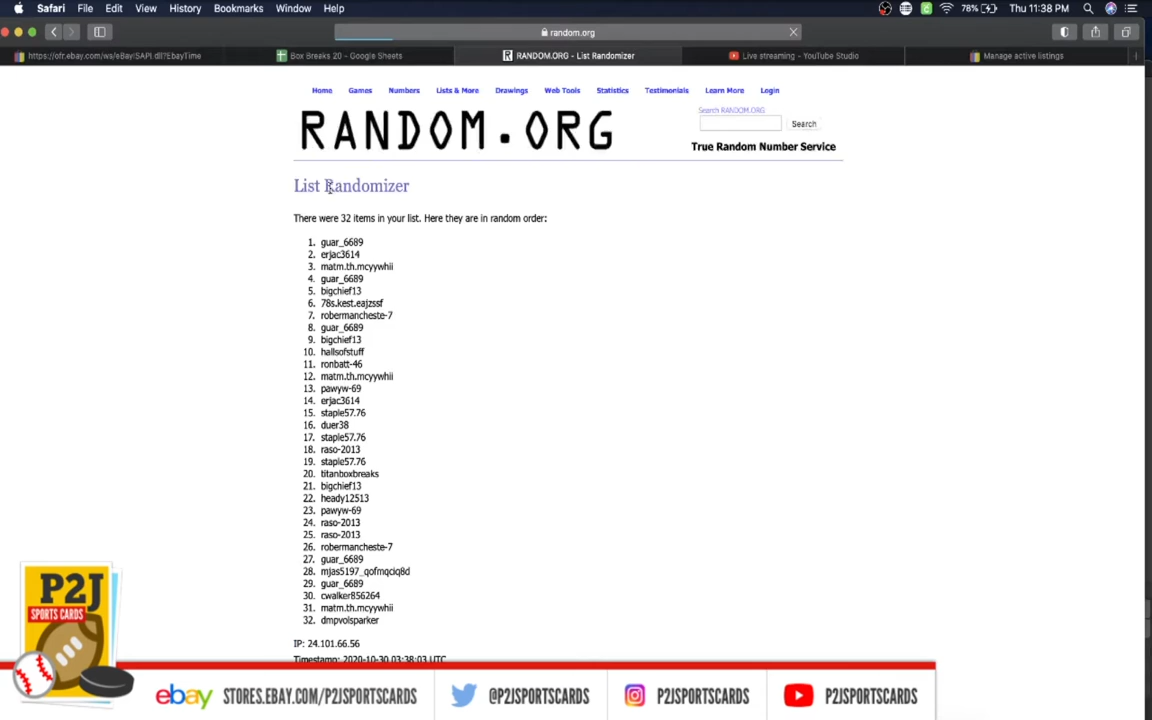 Safari File Edit View History Bookmarks Window Help 78% Thu 11:38 PM
random.org
https://ofr.ebay.com/ws/eBayISAPI.dll?EbayTime Box Breaks 20 - Google Sheets RANDOM.ORG - List Randomizer Live streaming - YouTube Studio Manage active listings
Home Games Numbers Lists & More Drawings Web Tools Statistics Testimonials Learn More Login
RANDOM.ORG
Search RANDOM.ORG
Search
True Random Number Service
List Randomizer
There were 32 items in your list. Here they are in random order:
1. guar_6689
2. erjac3614
3. matm.th.mcyywhii
4. guar_6689
5. bigchief13
6. 78s.kest.eajzssf
7. robermancheste-7
8. guar_6689
9. bigchief13
10. hallsofstuff
11. ronbatt-46
12. matm.th.mcyywhii
13. pawyw-69
14. erjac3614
15. staple57.76
16. duer38
17. staple57.76
18. raso-2013
19. staple57.76
20. titanboxbreaks
21. bigchief13
22. heady12513
23. pawyw-69
24. raso-2013
25. raso-2013
26. robermancheste-7
27. guar_6689
28. mjas5197_qofmqciq8d
29. guar_6689
30. cwalker856264
31. matm.th.mcyywhii
32. dmpvolsparker
IP: 24.101.66.56
Timestamp: 2020-10-30 03:38:03 UTC
P2J
SPORTS CARDS
ebay STORES.EBAY.COM/P2JSPORTSCARDS @P2JSPORTSCARDS P2JSPORTSCARDS P2JSPORTSCARDS